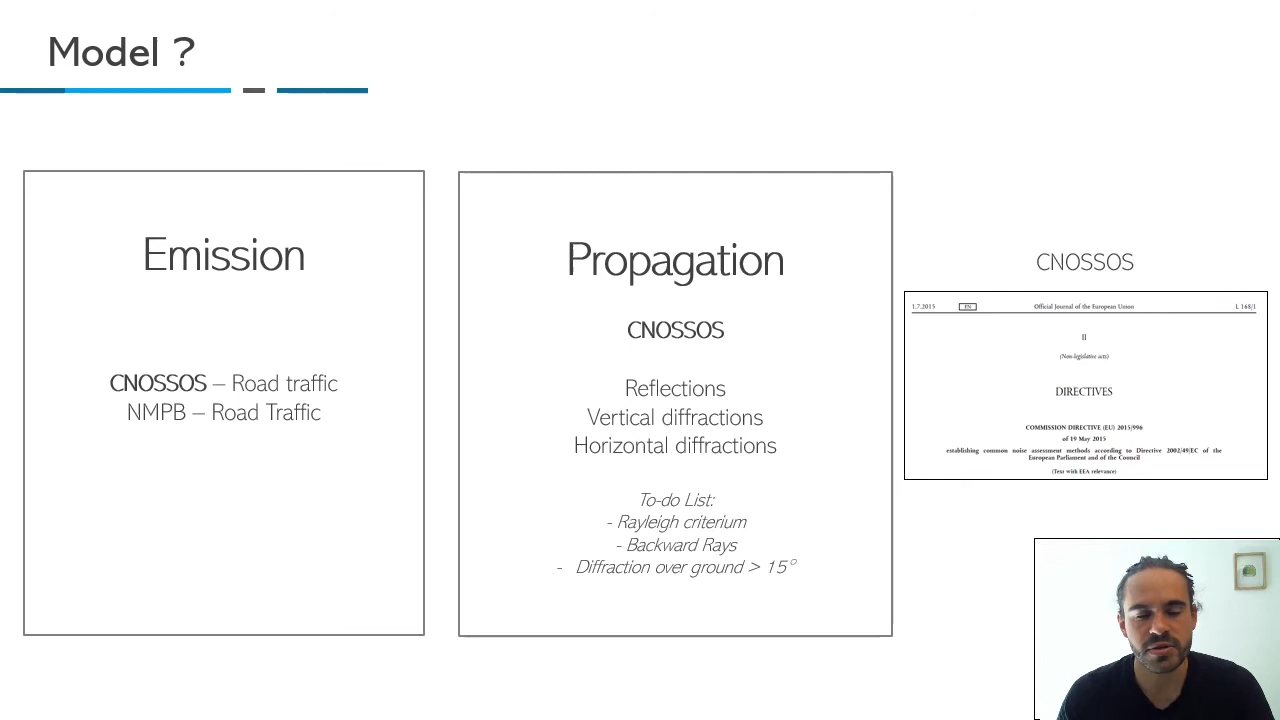 Model ?
Emission
CNOSSOS – Road traffic
NMPB – Road Traffic
Propagation
CNOSSOS
Reflections
Vertical diffractions
Horizontal diffractions
To-do List:
- Rayleigh criterium
- Backward Rays
- Diffraction over ground > 15°
CNOSSOS
1.7.2015 EN Official Journal of the European Union L 168/1
II
(Non-legislative acts)
DIRECTIVES
COMMISSION DIRECTIVE (EU) 2015/996
of 19 May 2015
establishing common noise assessment methods according to Directive 2002/49/EC of the
European Parliament and of the Council
(Text with EEA relevance)